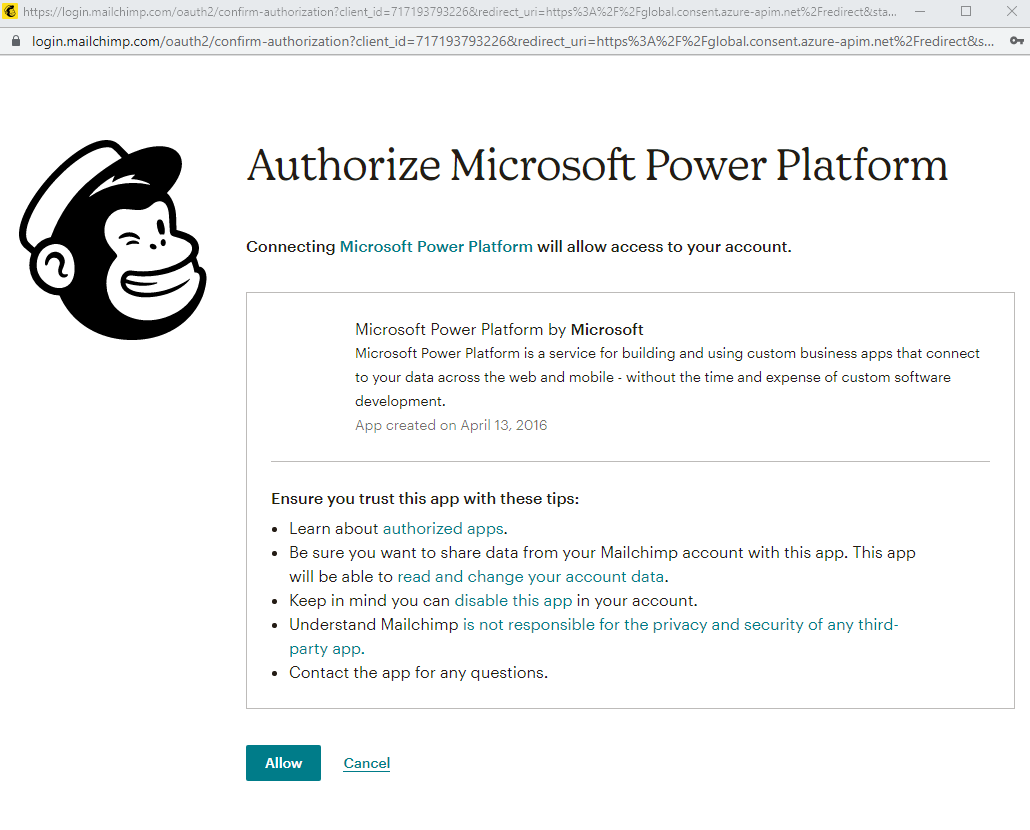 https://login.mailchimp.com/oauth2/confirm-authorization?client_id=717193793226&redirect_uri=https%3A%2F%2Fglobal.consent.azure-apim.net%2Fredirect&sta...
login.mailchimp.com/oauth2/confirm-authorization?client_id=717193793226&redirect_uri=https%3A%2F%2Fglobal.consent.azure-apim.net%2Fredirect&s...
Authorize Microsoft Power Platform
Connecting Microsoft Power Platform will allow access to your account.
Microsoft Power Platform by Microsoft
Microsoft Power Platform is a service for building and using custom business apps that connect
to your data across the web and mobile - without the time and expense of custom software
development.
App created on April 13, 2016
Ensure you trust this app with these tips:
• Learn about authorized apps.
• Be sure you want to share data from your Mailchimp account with this app. This app
will be able to read and change your account data.
• Keep in mind you can disable this app in your account.
• Understand Mailchimp is not responsible for the privacy and security of any third-
party app.
• Contact the app for any questions.
Allow Cancel